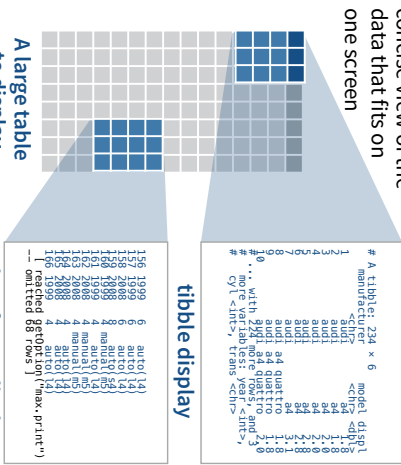 concise view of the
data that fits on
one screen
# A tibble: 234 × 6
manufacturer model displ
<chr> <chr> <dbl>
1 audi a4 1.8
2 audi a4 1.8
3 audi a4 2.0
4 audi a4 2.0
5 audi a4 2.8
6 audi a4 2.8
7 audi a4 3.1
8 audi a4 quattro 1.8
9 audi a4 quattro 1.8
10 audi a4 quattro 2.0
# ... with 224 more rows, and 3
# more variables: year <int>,
# cyl <int>, trans <chr>
tibble display
156 1999 6 auto(l4)
157 1999 6 auto(l4)
158 2008 6 auto(l4)
159 2008 8 auto(s4)
160 1999 4 manual(m5)
161 1999 4 auto(l4)
162 2008 4 manual(m5)
163 2008 4 manual(m5)
164 2008 4 auto(l4)
165 2008 4 auto(l4)
166 1999 4 auto(l4)
[ reached getOption("max.print")
-- omitted 68 rows ]
A large table
to display